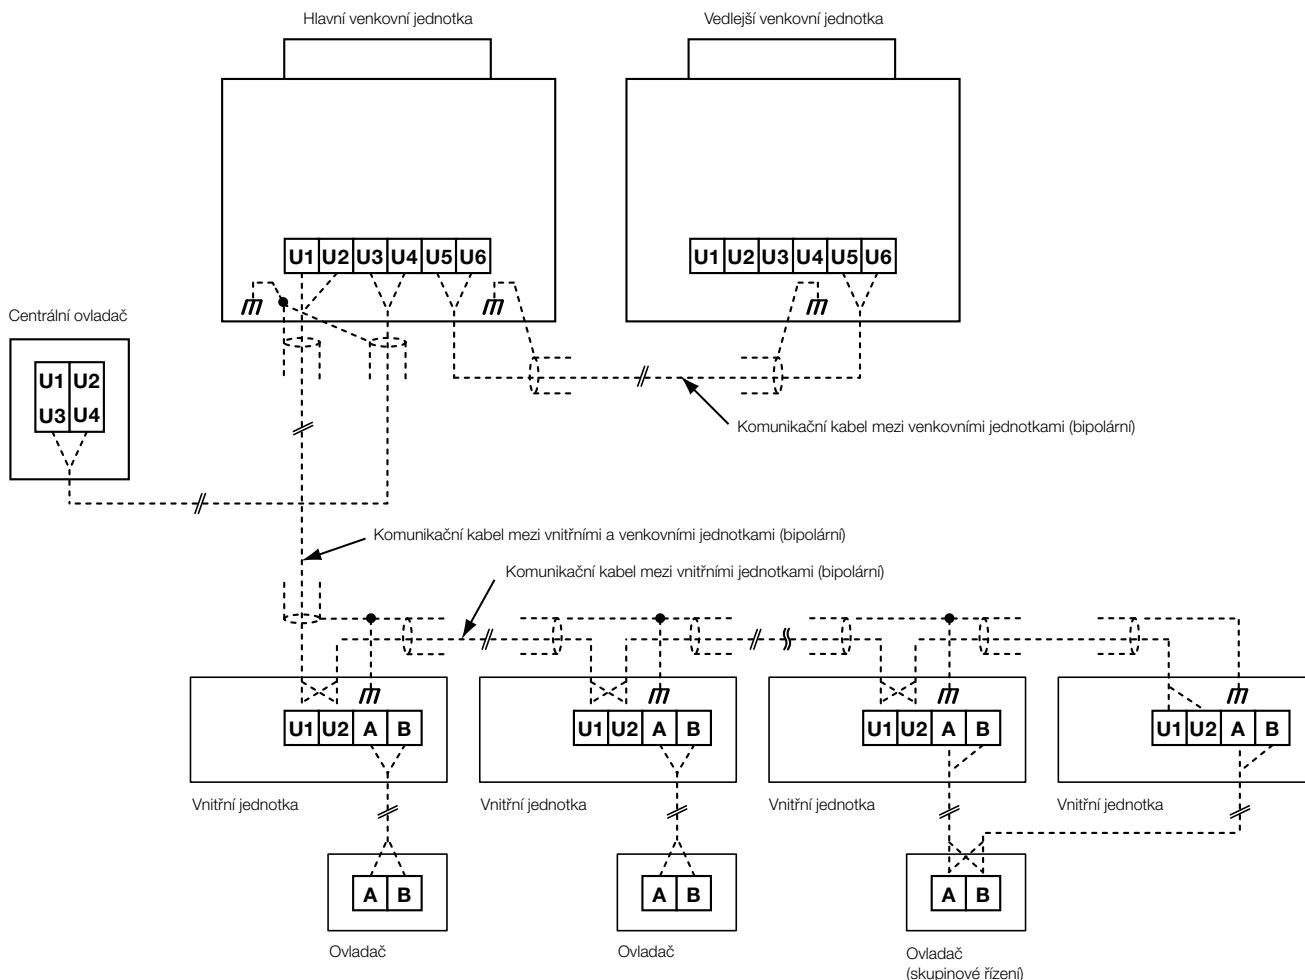 Hlavní venkovní jednotka
Vedlejší venkovní jednotka
U1 U2 U3 U4 U5 U6
U1 U2 U3 U4 U5 U6
Centrální ovladač
U1 U2
U3 U4
Komunikační kabel mezi venkovními jednotkami (bipolární)
Komunikační kabel mezi vnitřními a venkovními jednotkami (bipolární)
Komunikační kabel mezi vnitřními jednotkami (bipolární)
U1 U2 A B
U1 U2 A B
U1 U2 A B
U1 U2 A B
Vnitřní jednotka
Vnitřní jednotka
Vnitřní jednotka
Vnitřní jednotka
A B
A B
A B
Ovladač
Ovladač
Ovladač
(skupinové řízení)